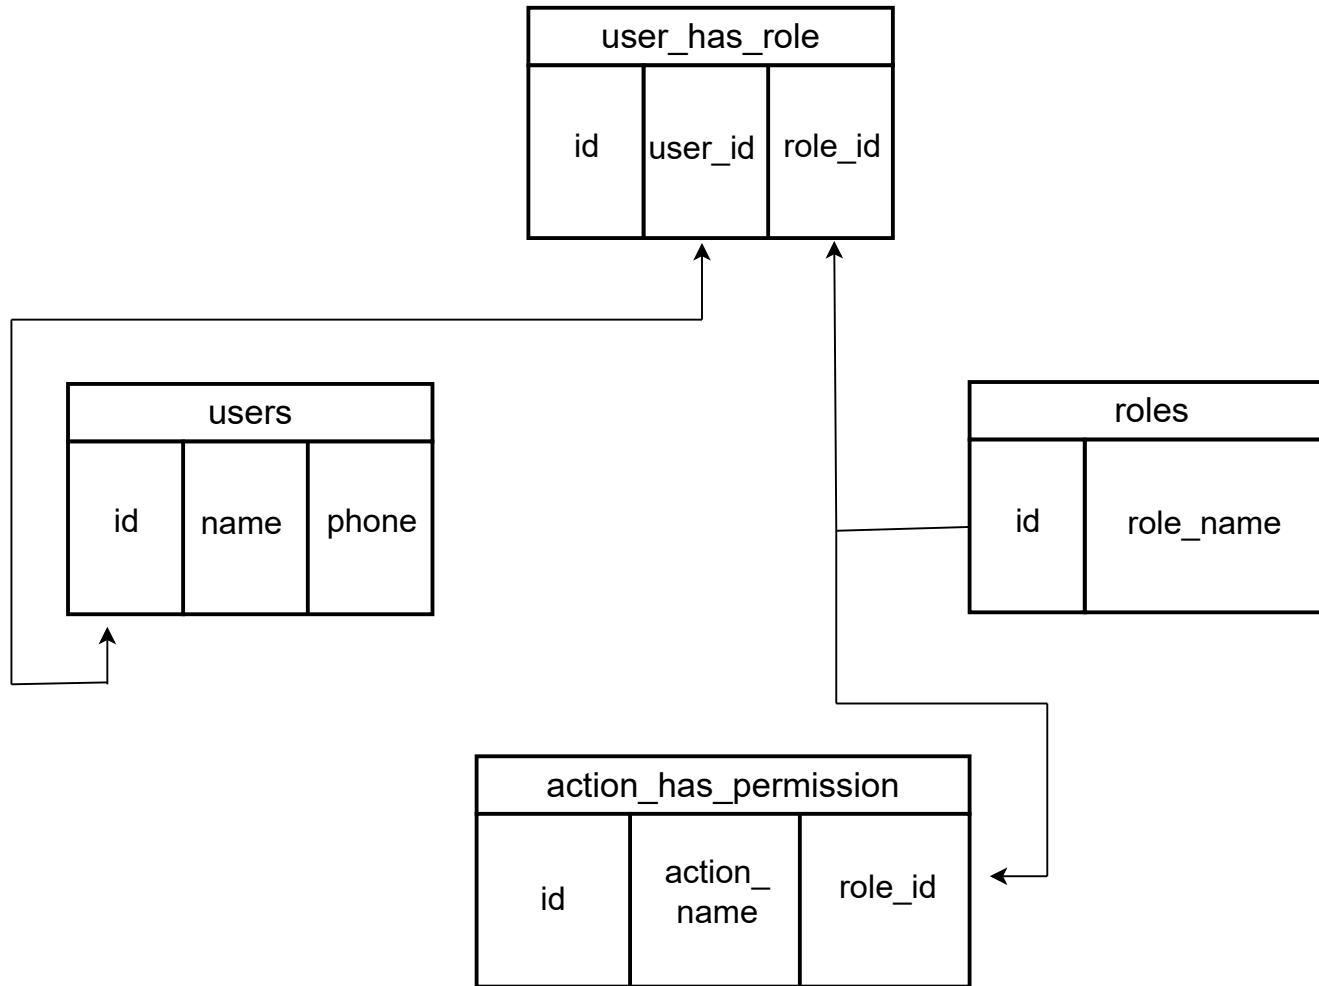 user_has_role
id
user_id
role_id
users
id
name
phone
roles
id
role_name
action_has_permission
id
action_
name
role_id